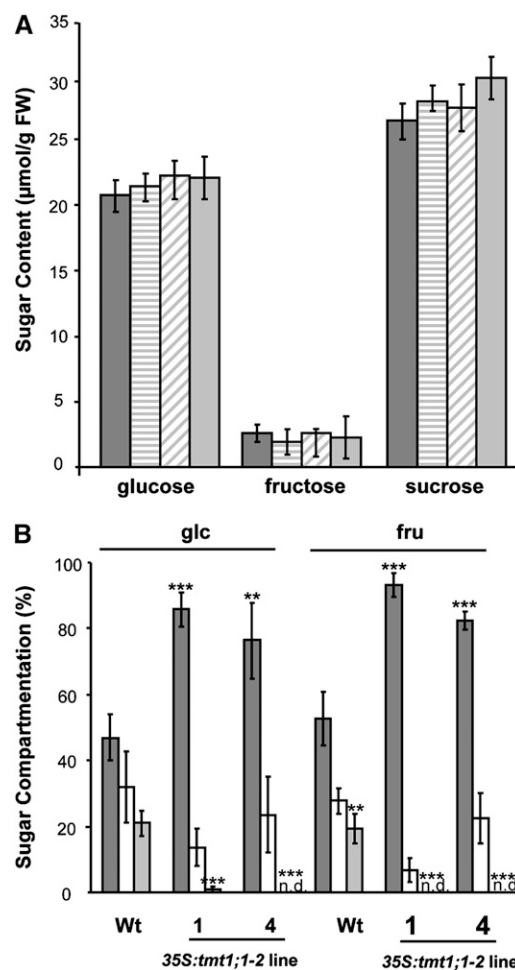 A
Sugar Content (µmol/g FW)
35
30
25
20
15
10
5
0
glucose fructose sucrose
B
glc fru
Sugar Compartmentation (%)
100
80
60
40
20
0
***
**
***
n.d.
***
***
**
***
n.d.
***
n.d.
Wt 1 4 Wt 1 4
35S:tmt1;1-2 line 35S:tmt1;1-2 line